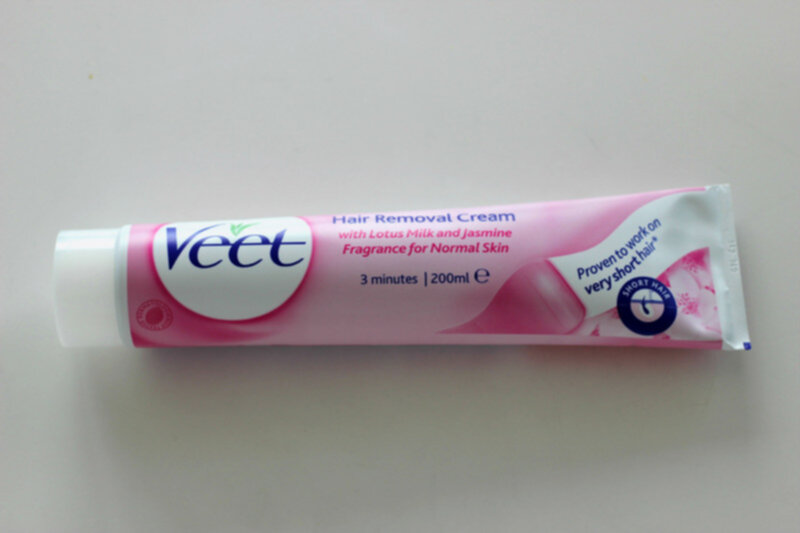 Veet
Hair Removal Cream
with Lotus Milk and Jasmine
Fragrance for Normal Skin
3 minutes | 200ml ℮
Proven to work on
very short hair*
SHORT HAIR